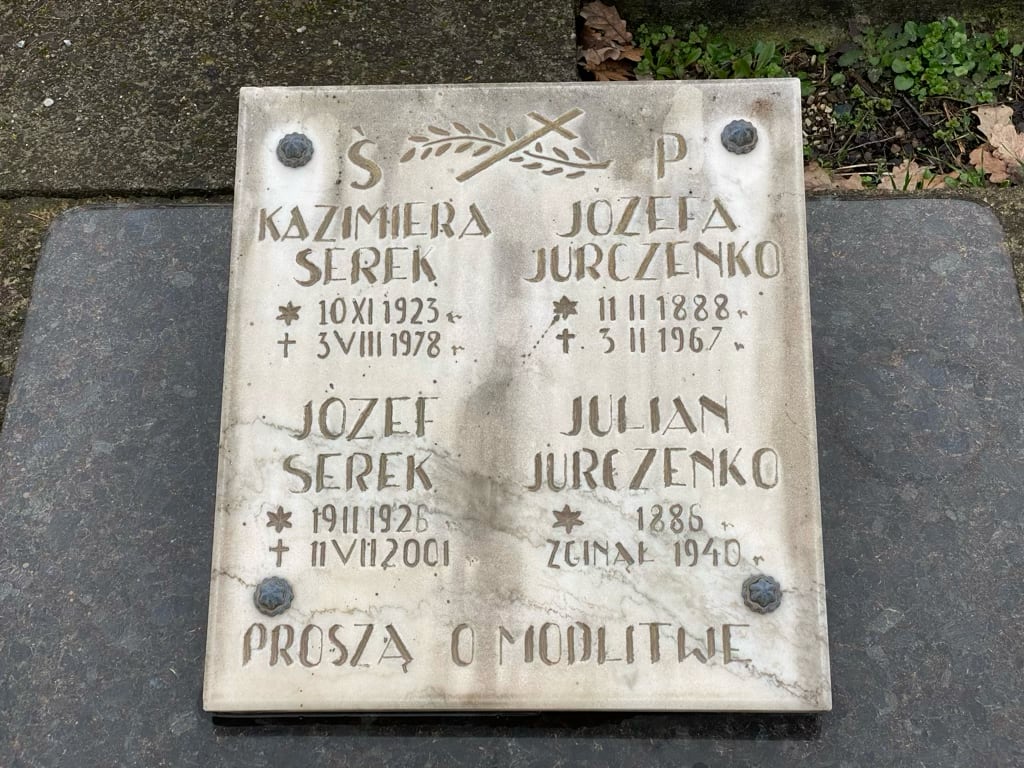 Ś P
KAZIMIERA
SEREK
* 10 XI 1923 r.
† 3 VIII 1978 r.
JÓZEFA
JURCZENKO
* 11 II 1888 r.
† 3 II 1967 r.
JÓZEF
SEREK
* 19 II 1926 r.
† 11 VII 2001 r.
JULIAN
JURCZENKO
* 1886 r.
ZGINĄŁ 1940 r.
PROSZĄ O MODLITWĘ